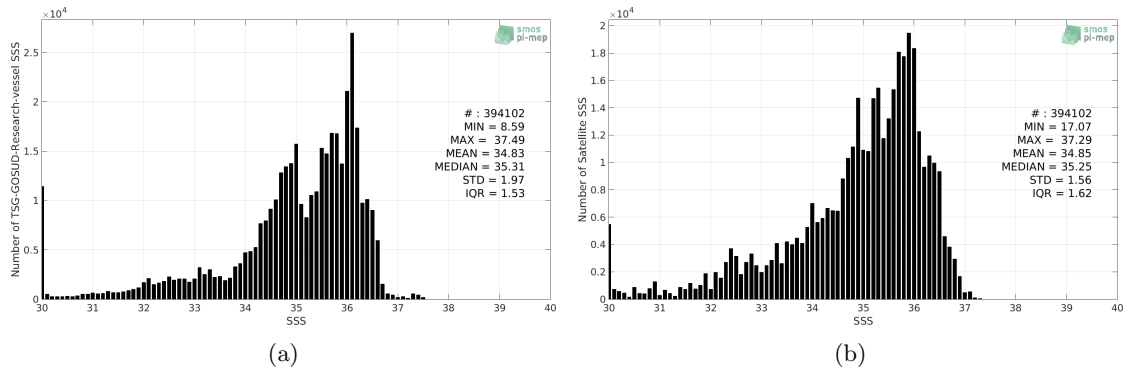 ×10⁴
smos
pi-mep
Number of TSG-GOSUD-Research-vessel SSS
2.5
2
1.5
1
0.5
0
# : 394102
MIN = 8.59
MAX = 37.49
MEAN = 34.83
MEDIAN = 35.31
STD = 1.97
IQR = 1.53
30 31 32 33 34 35 36 37 38 39 40
SSS
(a)
×10⁴
smos
pi-mep
Number of Satellite SSS
2
1.8
1.6
1.4
1.2
1
0.8
0.6
0.4
0.2
0
# : 394102
MIN = 17.07
MAX = 37.29
MEAN = 34.85
MEDIAN = 35.25
STD = 1.56
IQR = 1.62
30 31 32 33 34 35 36 37 38 39 40
SSS
(b)